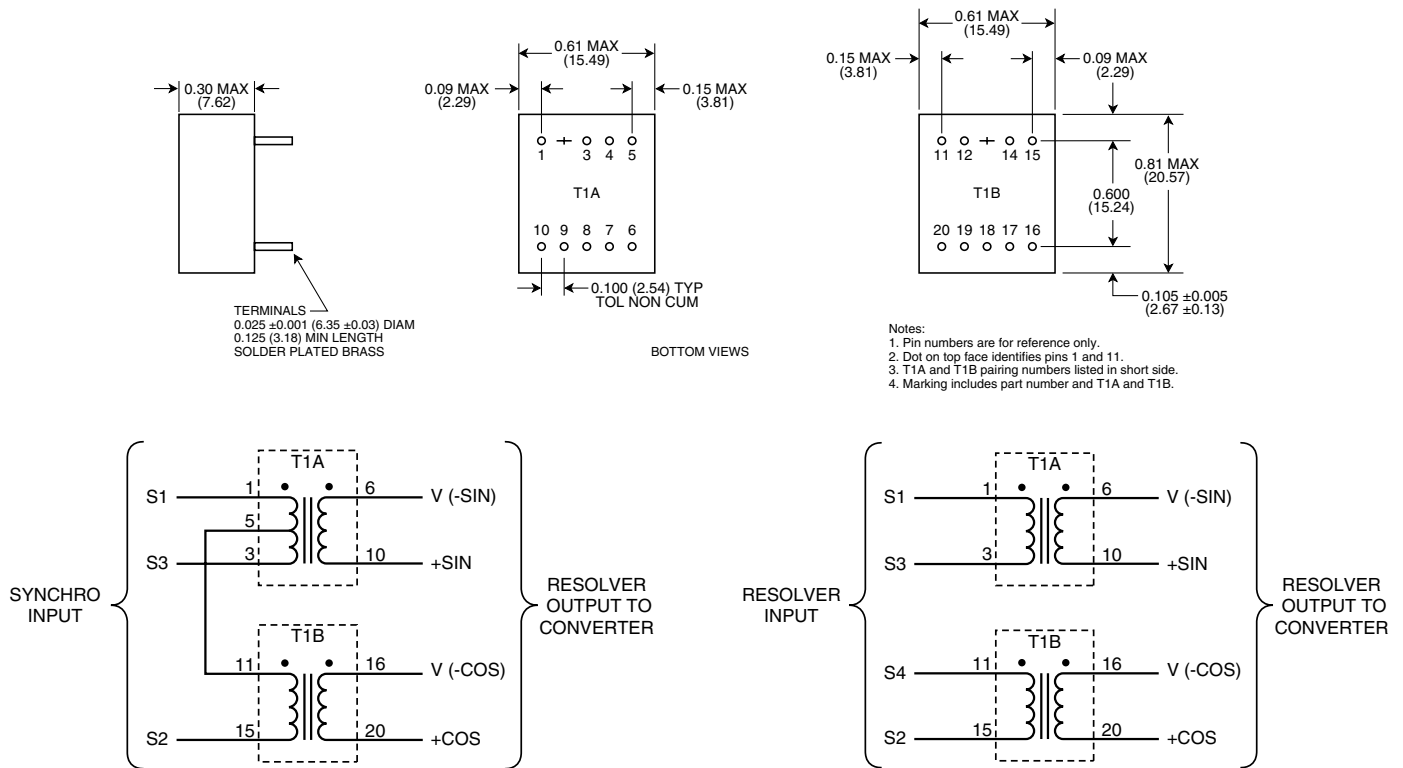 0.30 MAX
(7.62)
TERMINALS
0.025 ±0.001 (6.35 ±0.03) DIAM
0.125 (3.18) MIN LENGTH
SOLDER PLATED BRASS
0.61 MAX
(15.49)
0.09 MAX
(2.29)
0.15 MAX
(3.81)
1 3 4 5
T1A
10 9 8 7 6
0.100 (2.54) TYP
TOL NON CUM
BOTTOM VIEWS
0.61 MAX
(15.49)
0.15 MAX
(3.81)
0.09 MAX
(2.29)
11 12 14 15
T1B
20 19 18 17 16
0.81 MAX
(20.57)
0.600
(15.24)
0.105 ±0.005
(2.67 ±0.13)
Notes:
1. Pin numbers are for reference only.
2. Dot on top face identifies pins 1 and 11.
3. T1A and T1B pairing numbers listed in short side.
4. Marking includes part number and T1A and T1B.
SYNCHRO
INPUT
T1A
S1 1 6 V (-SIN)
5
S3 3 10 +SIN
T1B
11 16 V (-COS)
S2 15 20 +COS
RESOLVER
OUTPUT TO
CONVERTER
RESOLVER
INPUT
T1A
S1 1 6 V (-SIN)
S3 3 10 +SIN
T1B
S4 11 16 V (-COS)
S2 15 20 +COS
RESOLVER
OUTPUT TO
CONVERTER